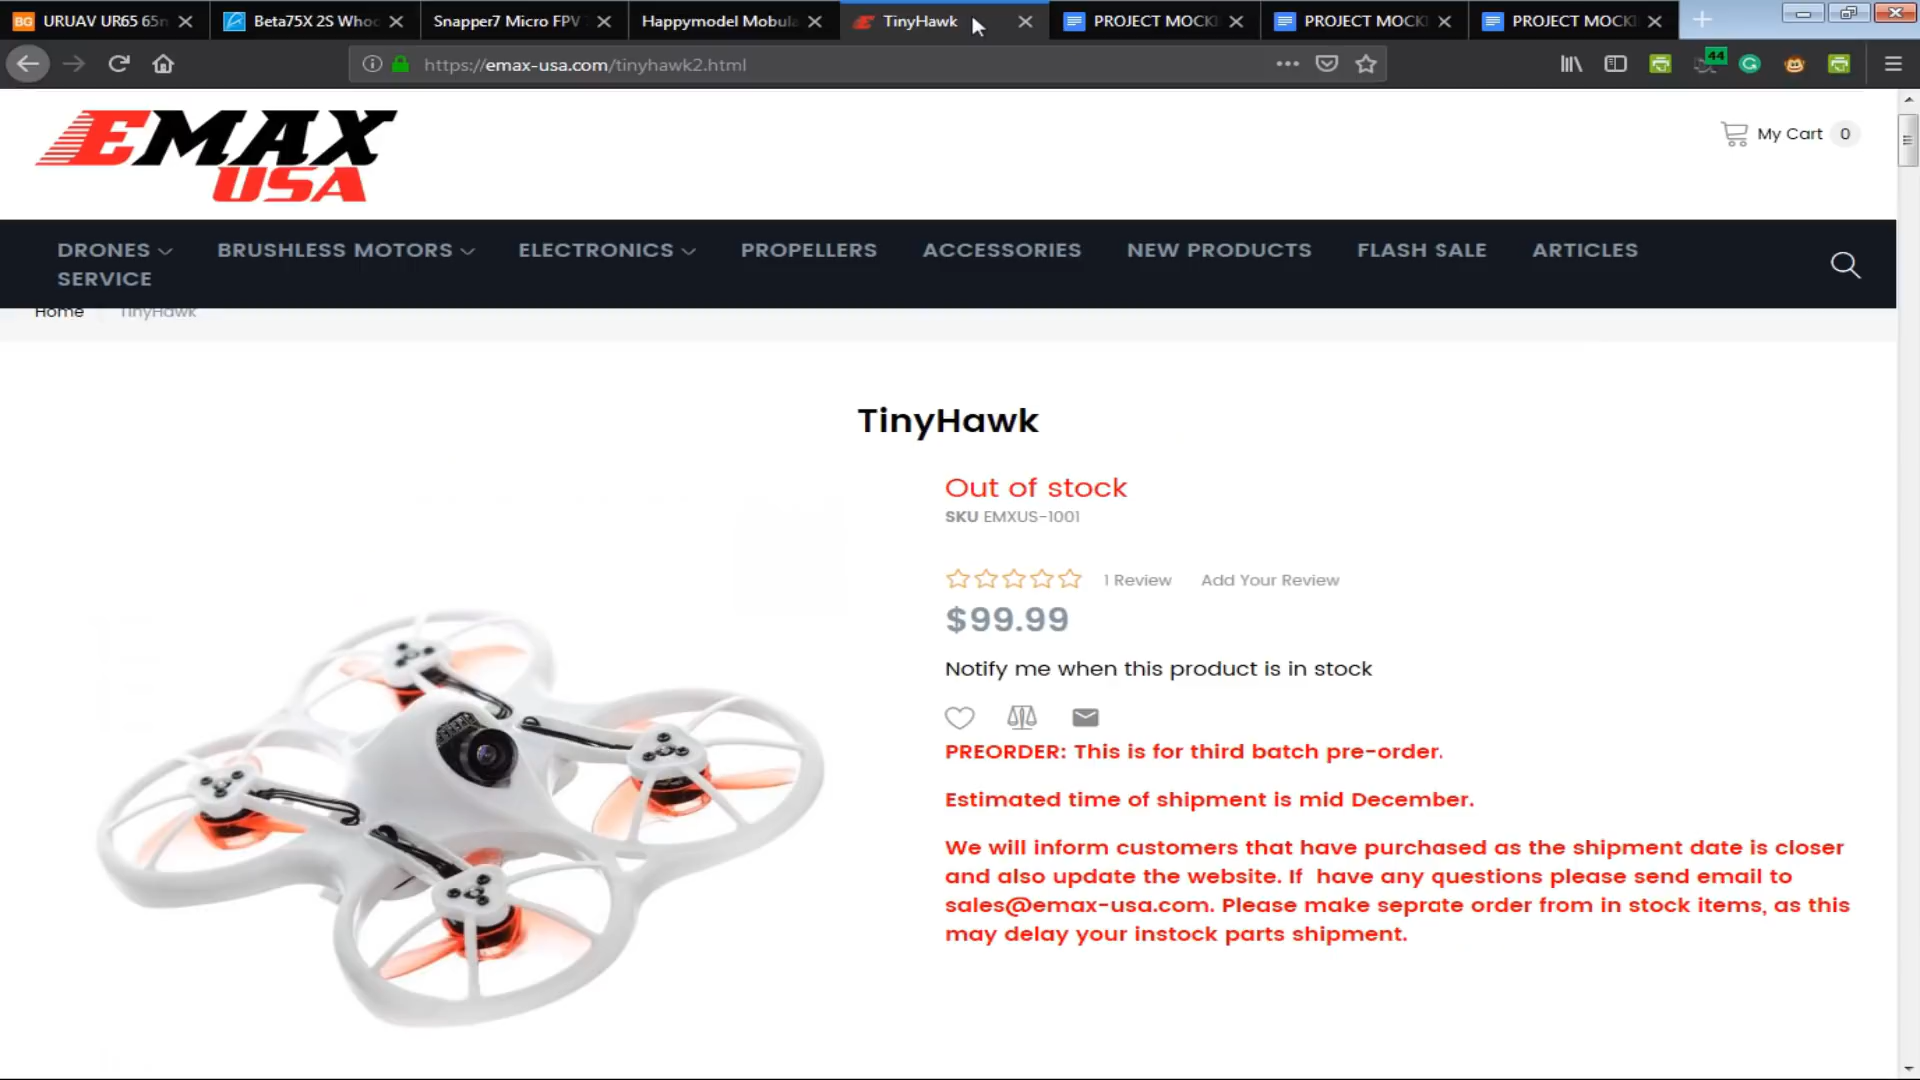 BG URUAV UR65 65m
Beta75X 2S Whoo
Snapper7 Micro FPV
Happymodel Mobula
TinyHawk
PROJECT MOCK
PROJECT MOCK
PROJECT MOCK
https://emax-usa.com/tinyhawk2.html
44
EMAX
USA
My Cart 0
DRONES BRUSHLESS MOTORS ELECTRONICS PROPELLERS ACCESSORIES NEW PRODUCTS FLASH SALE ARTICLES
SERVICE
Home TinyHawk
TinyHawk
Out of stock
SKU EMXUS-1001
1 Review Add Your Review
$99.99
Notify me when this product is in stock
PREORDER: This is for third batch pre-order.
Estimated time of shipment is mid December.
We will inform customers that have purchased as the shipment date is closer
and also update the website. If have any questions please send email to
sales@emax-usa.com. Please make seprate order from in stock items, as this
may delay your instock parts shipment.